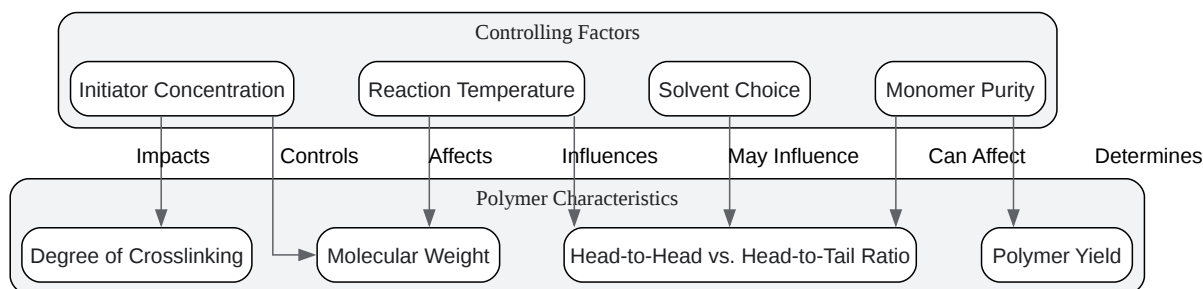 Controlling Factors
Initiator Concentration
Reaction Temperature
Solvent Choice
Monomer Purity
Impacts
Controls
Affects
Influences
May Influence
Can Affect
Determines
Polymer Characteristics
Degree of Crosslinking
Molecular Weight
Head-to-Head vs. Head-to-Tail Ratio
Polymer Yield